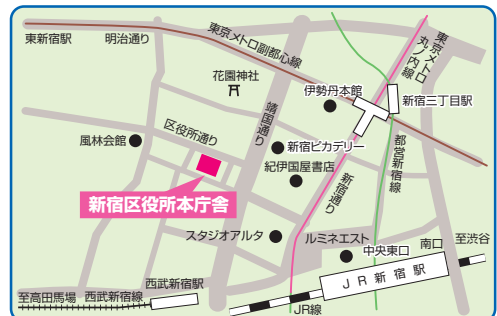 東新宿駅
明治通り
東京メトロ副都心線
東京メトロ
丸ノ内線
花園神社
伊勢丹本館
新宿三丁目駅
靖国通り
区役所通り
風林会館
新宿ピカデリー
都営新宿線
紀伊国屋書店
新宿通り
新宿区役所本庁舎
スタジオアルタ
ルミネエスト
中央東口
南口
至渋谷
JR新宿駅
西武新宿駅
至高田馬場
西武新宿線
JR線